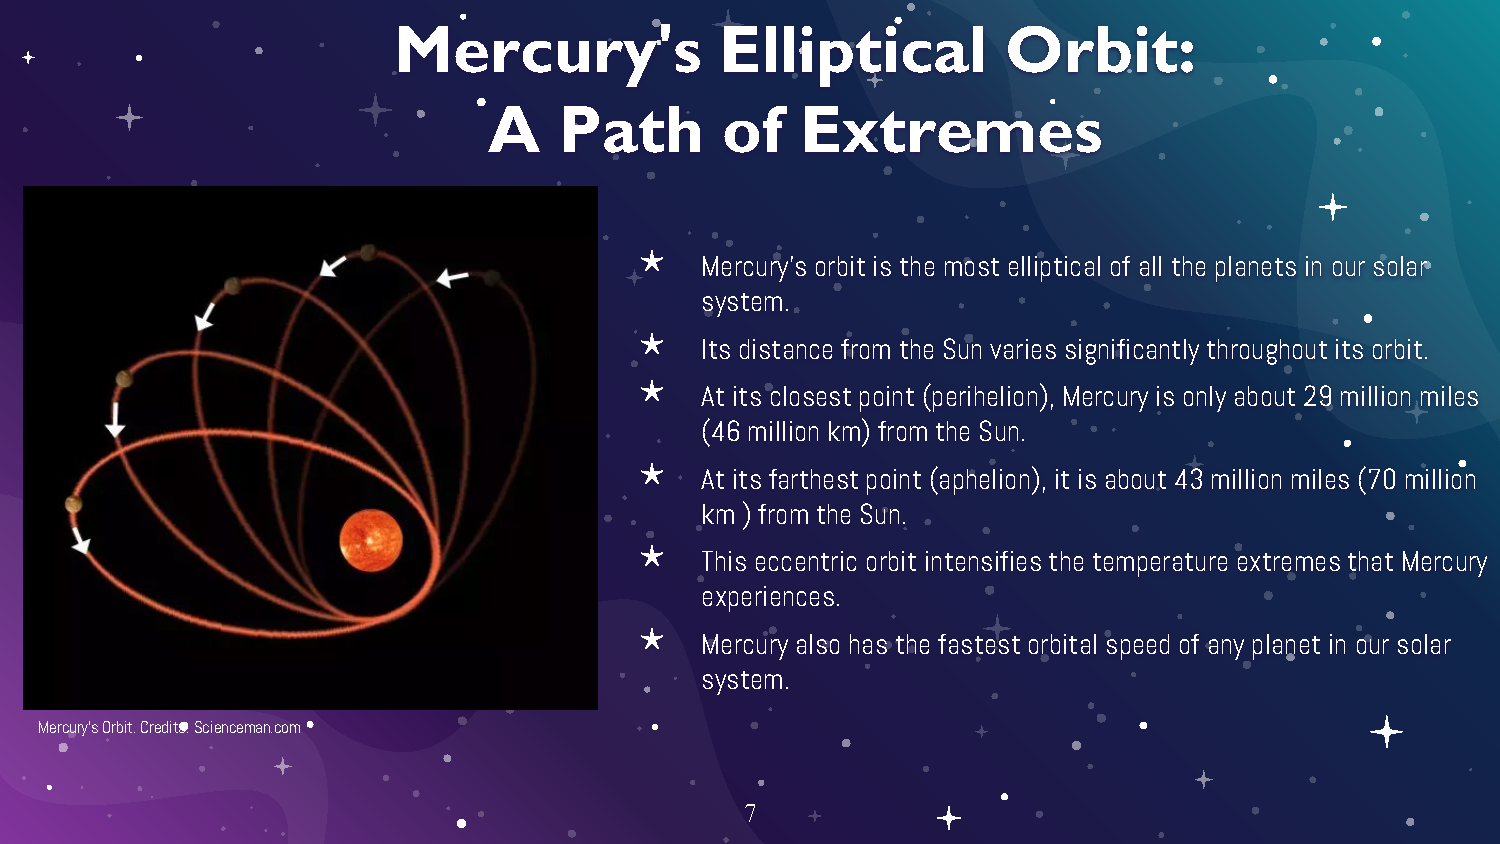 Mercury's Elliptical Orbit:
A Path of Extremes
Mercury's orbit is the most elliptical of all the planets in our solar
system.
Its distance from the Sun varies significantly throughout its orbit.
At its closest point (perihelion), Mercury is only about 29 million miles
(46 million km) from the Sun.
At its farthest point (aphelion), it is about 43 million miles (70 million
km ) from the Sun.
This eccentric orbit intensifies the temperature extremes that Mercury
experiences.
Mercury also has the fastest orbital speed of any planet in our solar
system.
Mercury's Orbit. Credits: Scienceman.com
7